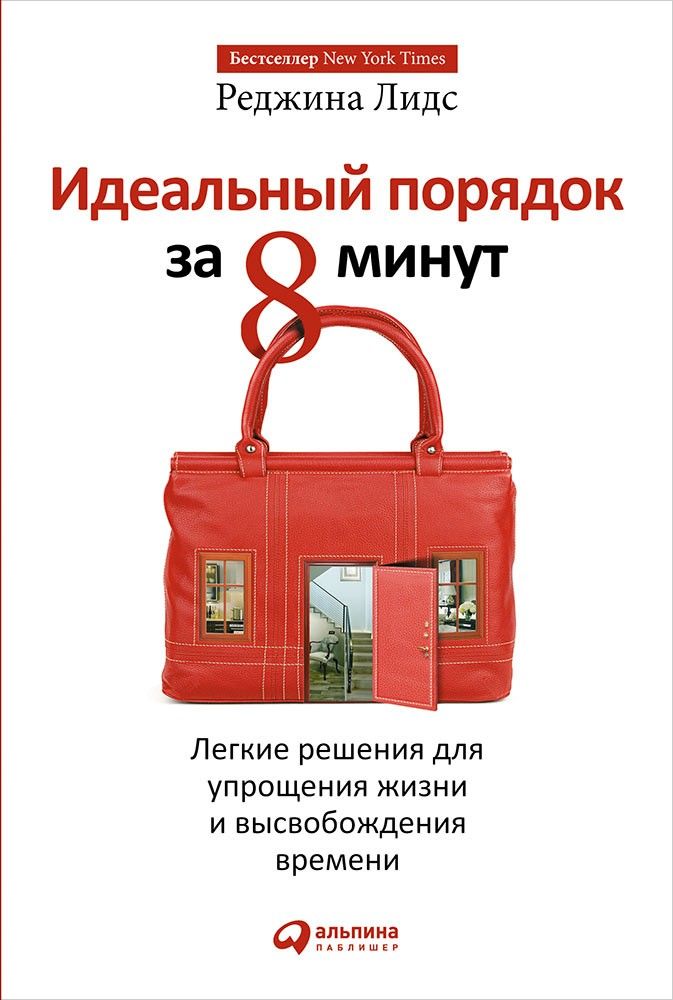 Бестселлер New York Times
Реджина Лидс
Идеальный порядок
за 8 минут
Легкие решения для
упрощения жизни
и высвобождения
времени
альпина
ПАБЛИШЕР